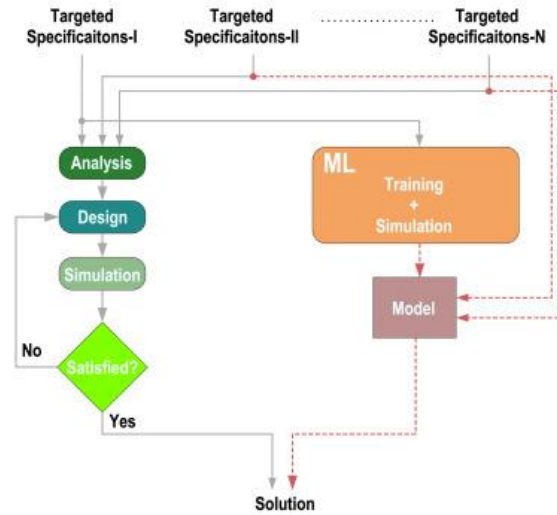 Targeted
Specificaitons-I
Targeted
Specificaitons-II
Targeted
Specificaitons-N
Analysis
Design
Simulation
No
Satisfied?
Yes
ML
Training
+
Simulation
Model
Solution